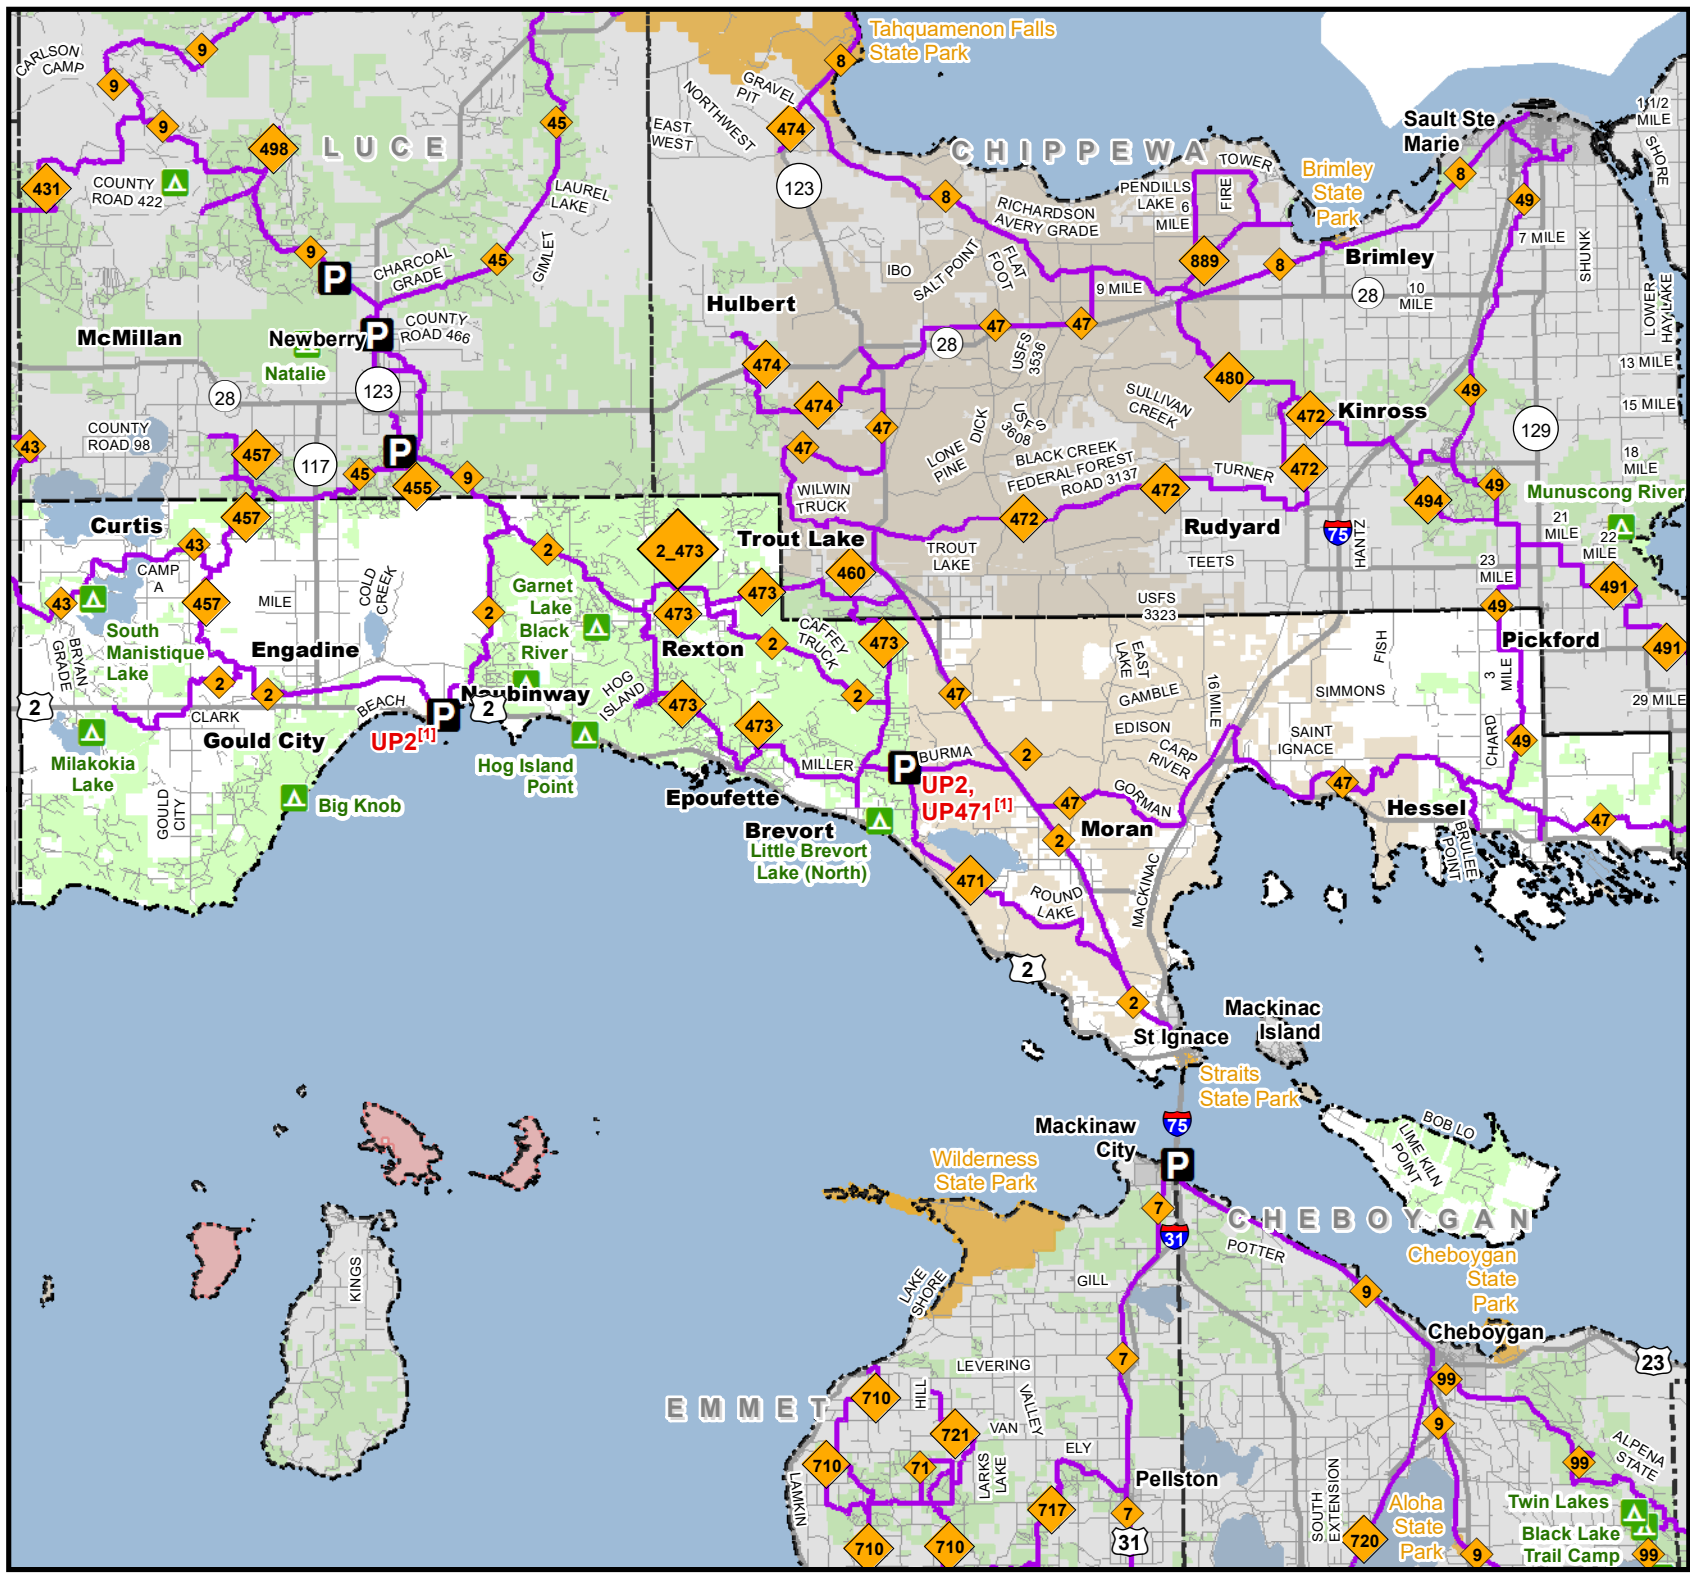 Tahquamenon Falls
State Park
8
CARLSON
CAMP
9
9
9
GRAVEL
PIT
NORTHWEST
474
EAST
WEST
45
498
LUCE
CHIPPEWA
Sault Ste
Marie
1 1/2
MILE
SHORE
431
COUNTY
ROAD 422
123
8
TOWER
FIRE
PENDILLS
LAKE 6
MILE
Brimley
State
Park
8
49
LAUREL
LAKE
RICHARDSON
AVERY GRADE
7 MILE
SHUNK
9
P
CHARCOAL
GRADE
45
GIMLET
IBO
SALT POINT
FLAT
FOOT
889
8
Brimley
9 MILE
28
10
MILE
LOWER
HAY LAKE
Hulbert
McMillan
Newberry
P
COUNTY
ROAD 466
Natalie
28
47
47
USFS
3536
474
480
13 MILE
28
123
474
SULLIVAN
CREEK
49
15 MILE
COUNTY
ROAD 98
43
457
117
45
P
455
9
47
47
LONE
PINE
DICK
USFS
3608
S
BLACK CREEK
FEDERAL FOREST
ROAD 3137
472
Kinross
129
18
MILE
472
TURNER
472
49
494
Munuscong River
WILWIN
TRUCK
Curtis
457
43
2
2_473
Trout Lake
472
Rudyard
75
HANTZ
21
MILE
22
MILE
CAMP
A
457
43
MILE
COLD
CREEK
2
Garnet
Lake
Black
River
473
473
460
TROUT
LAKE
TEETS
23
MILE
491
USFS
3323
49
South
Manistique
Lake
BRYAN
GRADE
Engadine
Rexton
2
CAFFEY
TRUCK
473
EAST
LAKE
FISH
Pickford
491
2
2
2
BEACH
P
Naubinway
2
HOG
ISLAND
473
2
47
GAMBLE
16 MILE
SIMMONS
3
MILE
29 MILE
CLARK
Gould City
UP2[1]
473
EDISON
SAINT
IGNACE
CHARD
49
Milakokia
Lake
Hog Island
Point
MILLER
P
BURMA
2
CARP
RIVER
47
Big Knob
GOULD
CITY
Epoufette
UP2,
UP471[1]
47
GORMAN
Hessel
47
Brevort
Little Brevort
Lake (North)
2
Moran
BRULEE
POINT
471
ROUND
LAKE
MACKINAC
2
2
St Ignace
Mackinac
Island
Straits
State Park
75
Mackinaw
City
P
BOB LO
LIME KILN
POINT
Wilderness
State Park
7
31
CHEBOYGAN
POTTER
Cheboygan
State
Park
KINGS
LAKE
SHORE
GILL
9
Cheboygan
23
7
LEVERING
EMMET
710
HILL
VALLEY
99
721
VAN
9
710
71
LARKS
LAKE
ELY
Pellston
99
ALPENA
STATE
LAMKIN
717
7
31
SOUTH
EXTENSION
Aloha
State
Park
Twin Lakes
Black Lake
Trail Camp
710
710
720
9
99